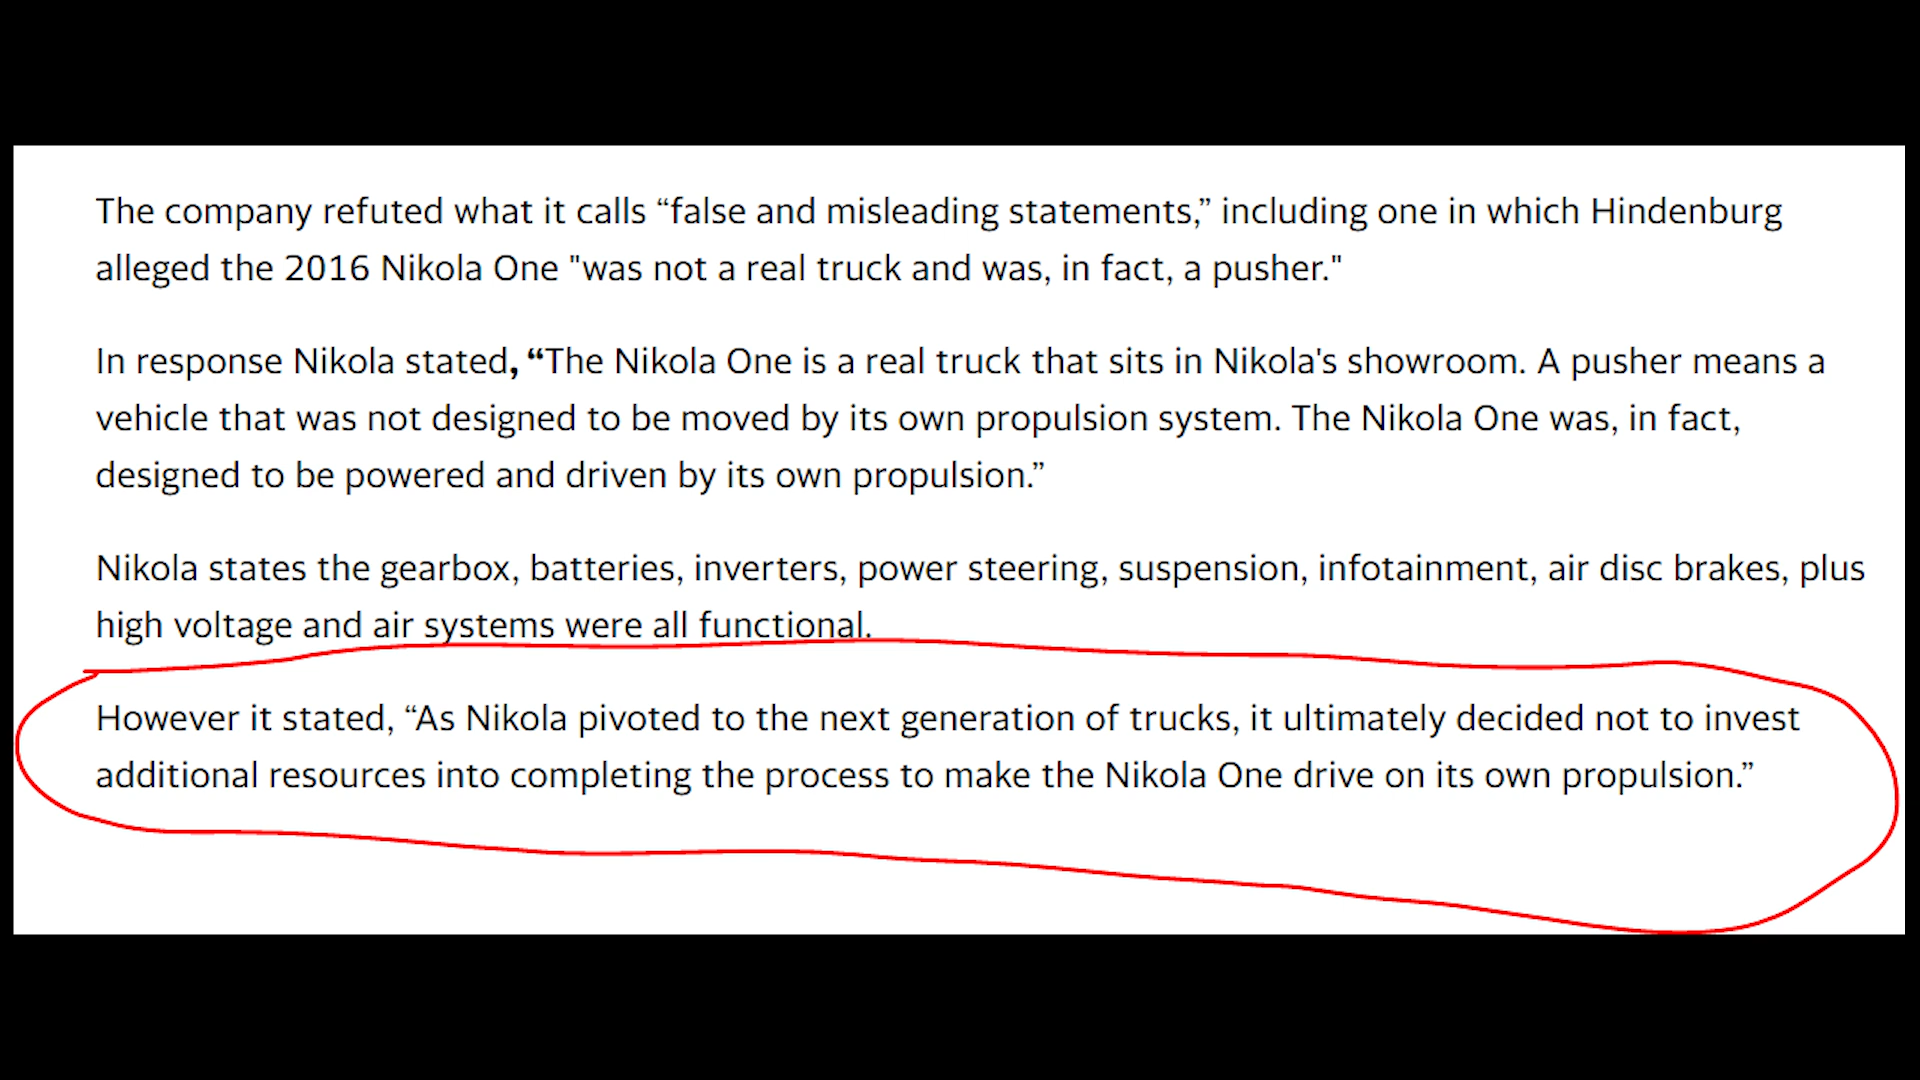 The company refuted what it calls “false and misleading statements,” including one in which Hindenburg
alleged the 2016 Nikola One "was not a real truck and was, in fact, a pusher."
In response Nikola stated, “The Nikola One is a real truck that sits in Nikola's showroom. A pusher means a
vehicle that was not designed to be moved by its own propulsion system. The Nikola One was, in fact,
designed to be powered and driven by its own propulsion.”
Nikola states the gearbox, batteries, inverters, power steering, suspension, infotainment, air disc brakes, plus
high voltage and air systems were all functional.
However it stated, “As Nikola pivoted to the next generation of trucks, it ultimately decided not to invest
additional resources into completing the process to make the Nikola One drive on its own propulsion.”